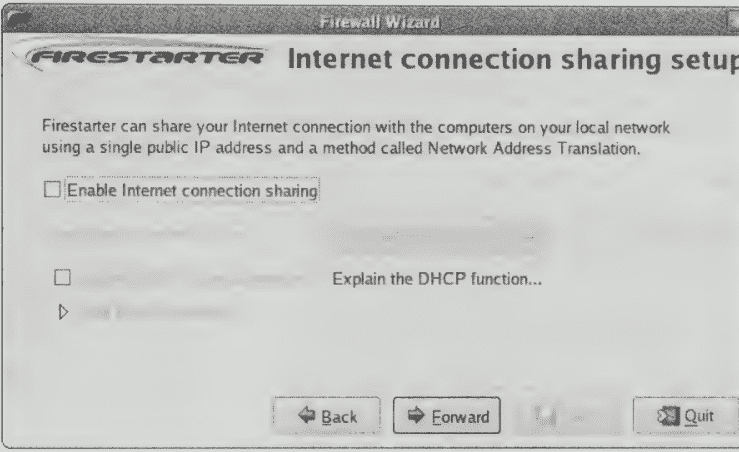 Firewall Wizard
FIRESTARTER Internet connection sharing setup
Firestarter can share your Internet connection with the computers on your local network
using a single public IP address and a method called Network Address Translation.
Enable Internet connection sharing
Explain the DHCP function...
Back Forward Quit